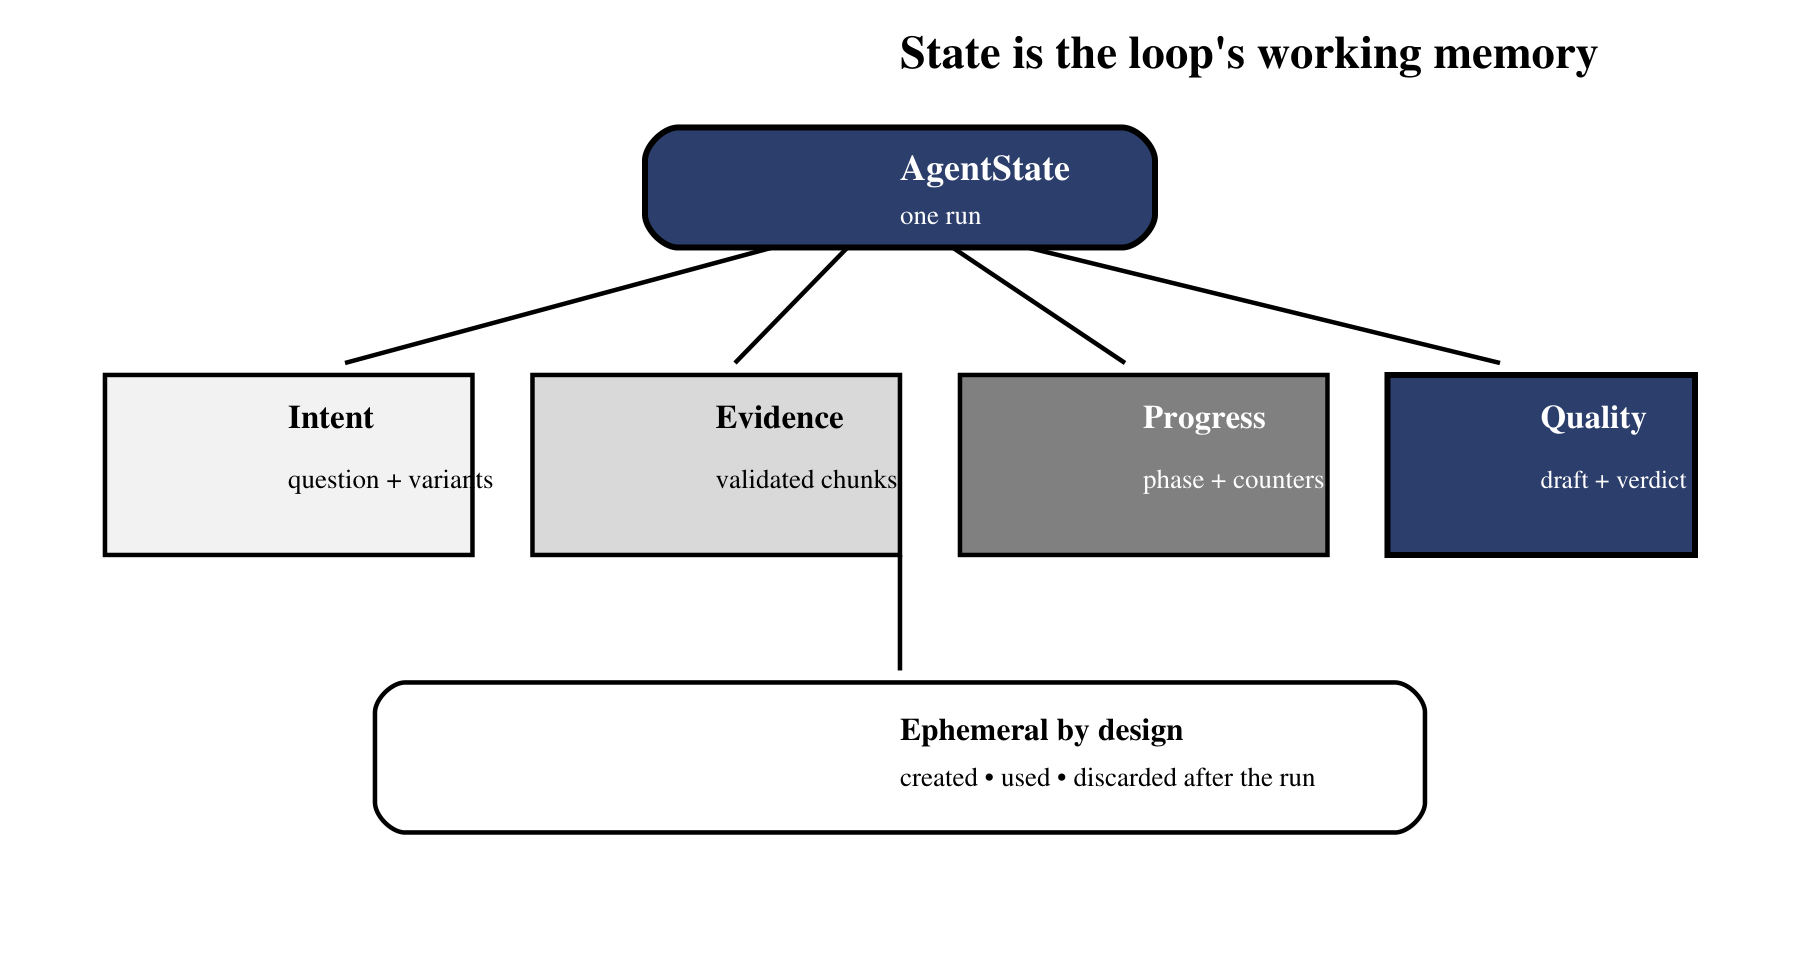 State is the loop's working memory
AgentState
one run
Intent
question + variants
Evidence
validated chunks
Progress
phase + counters
Quality
draft + verdict
Ephemeral by design
created • used • discarded after the run